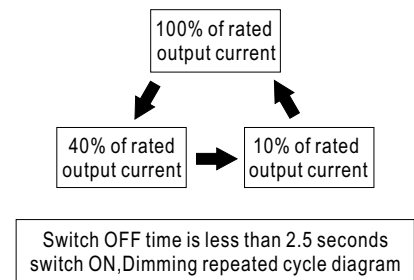 100% of rated
output current
40% of rated
output current
10% of rated
output current
Switch OFF time is less than 2.5 seconds
switch ON,Dimming repeated cycle diagram